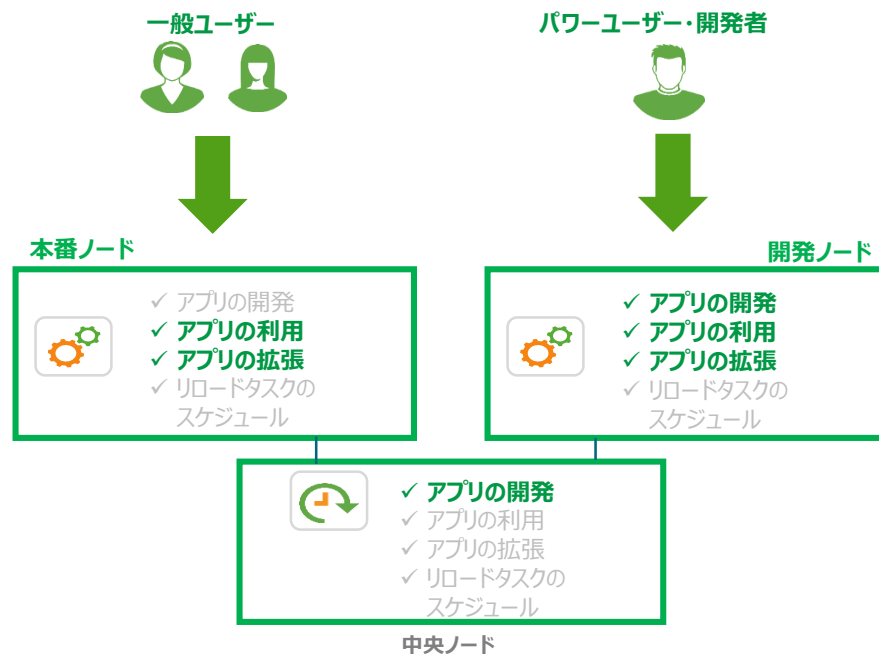 一般ユーザー
パワーユーザー・開発者
本番ノード
✓ アプリの開発
✓ アプリの利用
✓ アプリの拡張
✓ リロードタスクの
スケジュール
開発ノード
✓ アプリの開発
✓ アプリの利用
✓ アプリの拡張
✓ リロードタスクの
スケジュール
✓ アプリの開発
✓ アプリの利用
✓ アプリの拡張
✓ リロードタスクの
スケジュール
中央ノード